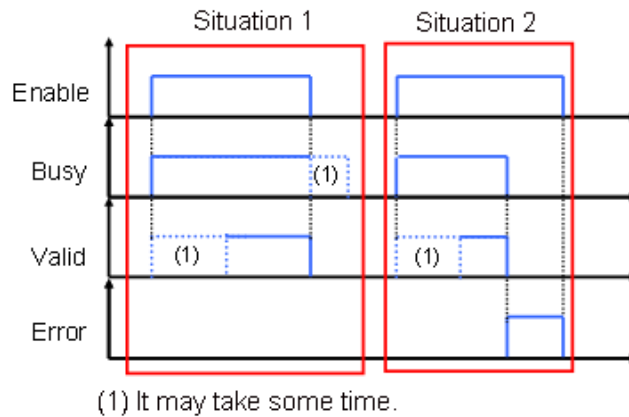 Situation 1
Situation 2
Enable
Busy
(1)
Valid
(1)
(1)
Error
(1) It may take some time.